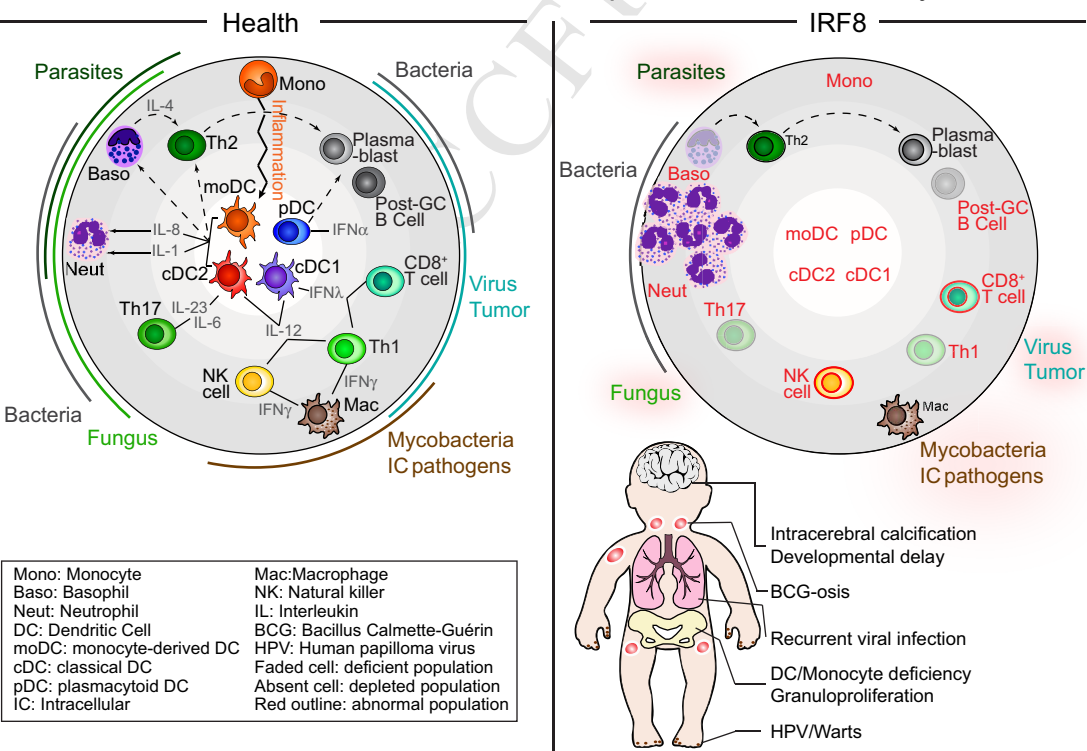 Health
Parasites
Bacteria
Mono
IL-4
Inflammation
Th2
Plasma
-blast
Baso
moDC
pDC
Post-GC
B Cell
IL-8
IFNα
IL-1
Neut
cDC2
cDC1
CD8+
T cell
IFNλ
Virus
Tumor
Th17
IL-23
IL-6
IL-12
Th1
NK
cell
IFNγ
IFNγ
Mac
Bacteria
Fungus
Mycobacteria
IC pathogens
Mono: Monocyte
Baso: Basophil
Neut: Neutrophil
DC: Dendritic Cell
moDC: monocyte-derived DC
cDC: classical DC
pDC: plasmacytoid DC
IC: Intracellular
Mac:Macrophage
NK: Natural killer
IL: Interleukin
BCG: Bacillus Calmette-Guérin
HPV: Human papilloma virus
Faded cell: deficient population
Absent cell: depleted population
Red outline: abnormal population
IRF8
Parasites
Mono
Th2
Plasma
-blast
Bacteria
Baso
Post-GC
B Cell
moDC pDC
cDC2 cDC1
Neut
CD8+
T cell
Th17
Th1
Virus
Tumor
NK
cell
Fungus
Mac
Mycobacteria
IC pathogens
Intracerebral calcification
Developmental delay
BCG-osis
Recurrent viral infection
DC/Monocyte deficiency
Granuloproliferation
HPV/Warts